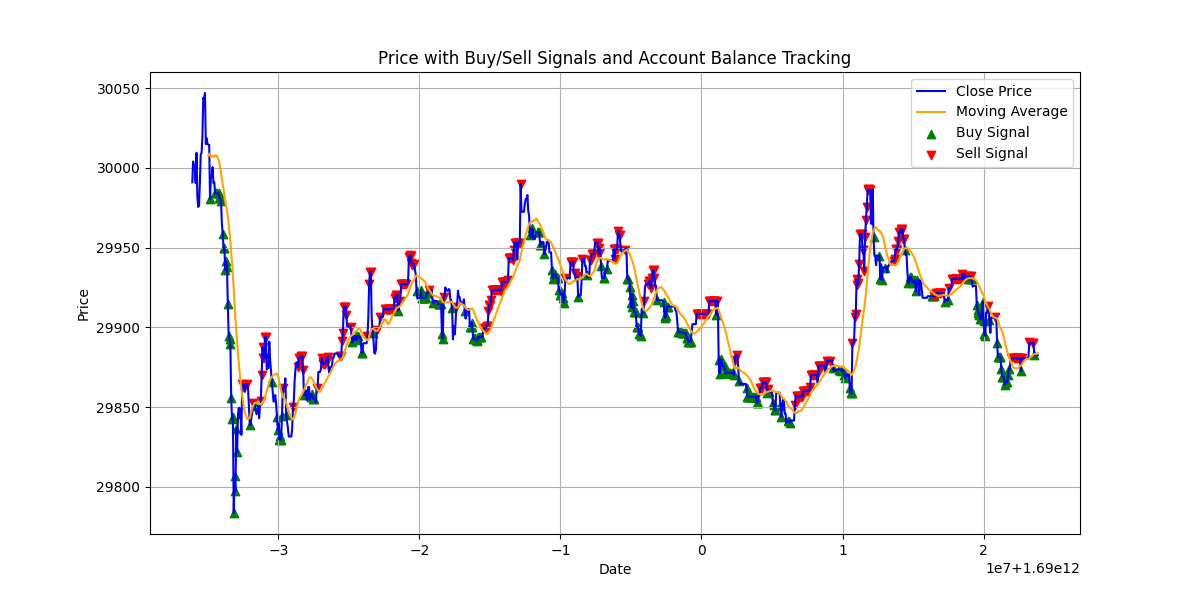 Price with Buy/Sell Signals and Account Balance Tracking
Close Price
Moving Average
Buy Signal
Sell Signal
30050
30000
29950
29900
29850
29800
Price
−3
−2
−1
0
1
2
1e7+1.69e12
Date